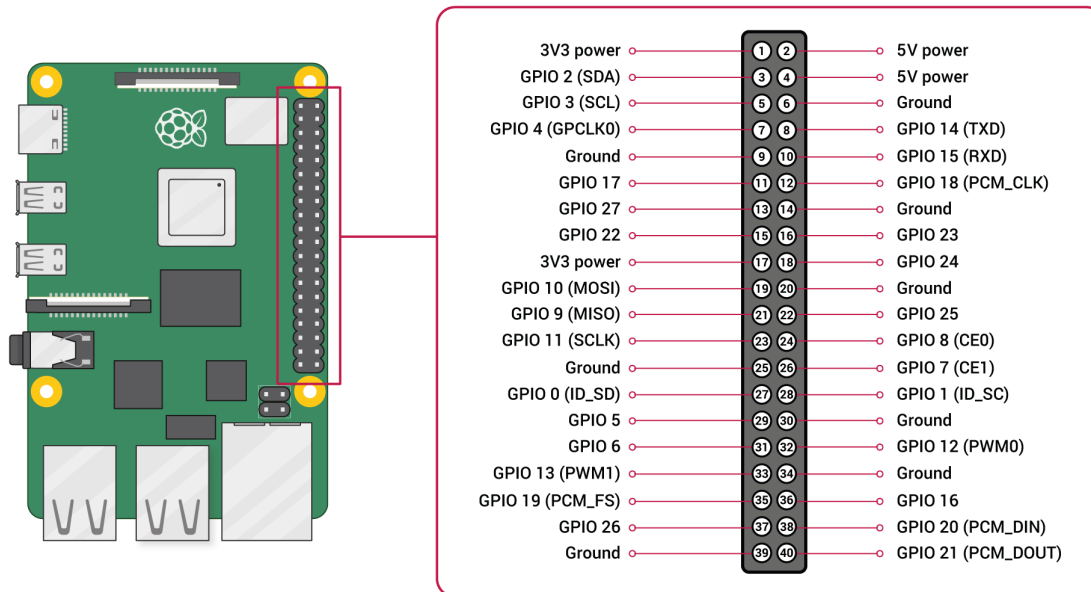 3V3 power 1 2 5V power
GPIO 2 (SDA) 3 4 5V power
GPIO 3 (SCL) 5 6 Ground
GPIO 4 (GPCLK0) 7 8 GPIO 14 (TXD)
Ground 9 10 GPIO 15 (RXD)
GPIO 17 11 12 GPIO 18 (PCM_CLK)
GPIO 27 13 14 Ground
GPIO 22 15 16 GPIO 23
3V3 power 17 18 GPIO 24
GPIO 10 (MOSI) 19 20 Ground
GPIO 9 (MISO) 21 22 GPIO 25
GPIO 11 (SCLK) 23 24 GPIO 8 (CE0)
Ground 25 26 GPIO 7 (CE1)
GPIO 0 (ID_SD) 27 28 GPIO 1 (ID_SC)
GPIO 5 29 30 Ground
GPIO 6 31 32 GPIO 12 (PWM0)
GPIO 13 (PWM1) 33 34 Ground
GPIO 19 (PCM_FS) 35 36 GPIO 16
GPIO 26 37 38 GPIO 20 (PCM_DIN)
Ground 39 40 GPIO 21 (PCM_DOUT)